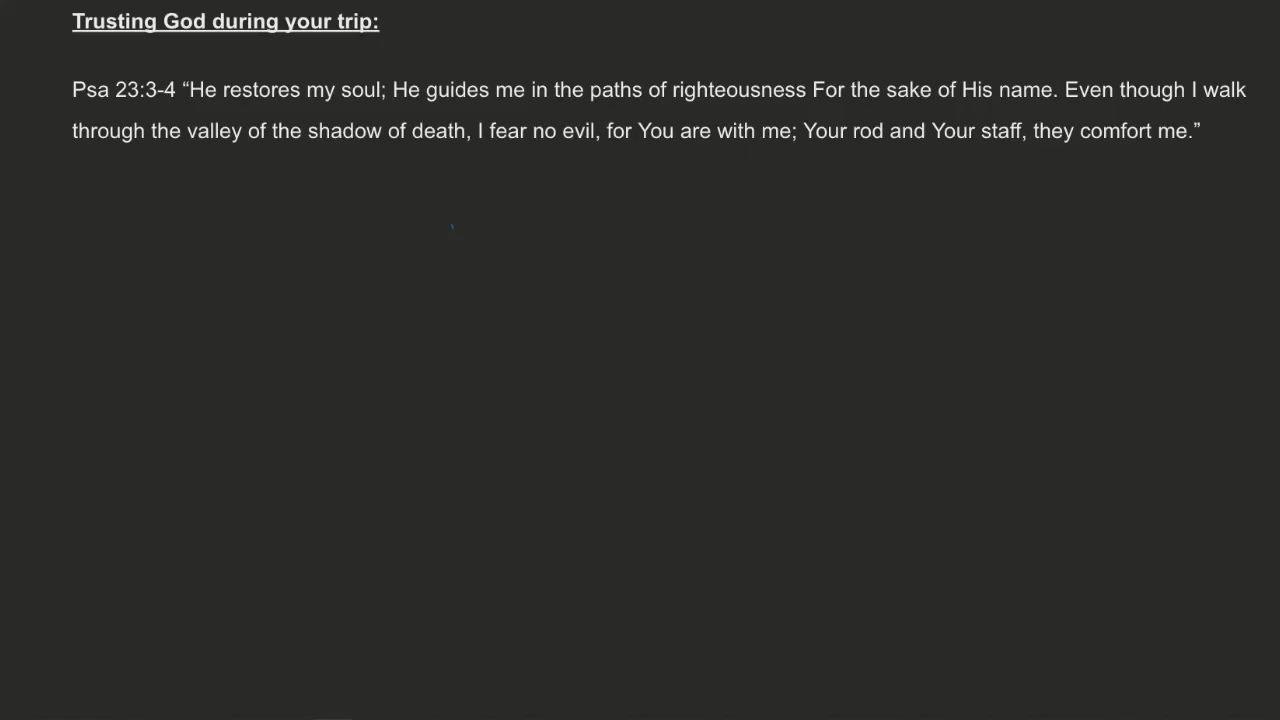 Trusting God during your trip:
Psa 23:3-4 “He restores my soul; He guides me in the paths of righteousness For the sake of His name. Even though I walk
through the valley of the shadow of death, I fear no evil, for You are with me; Your rod and Your staff, they comfort me.”